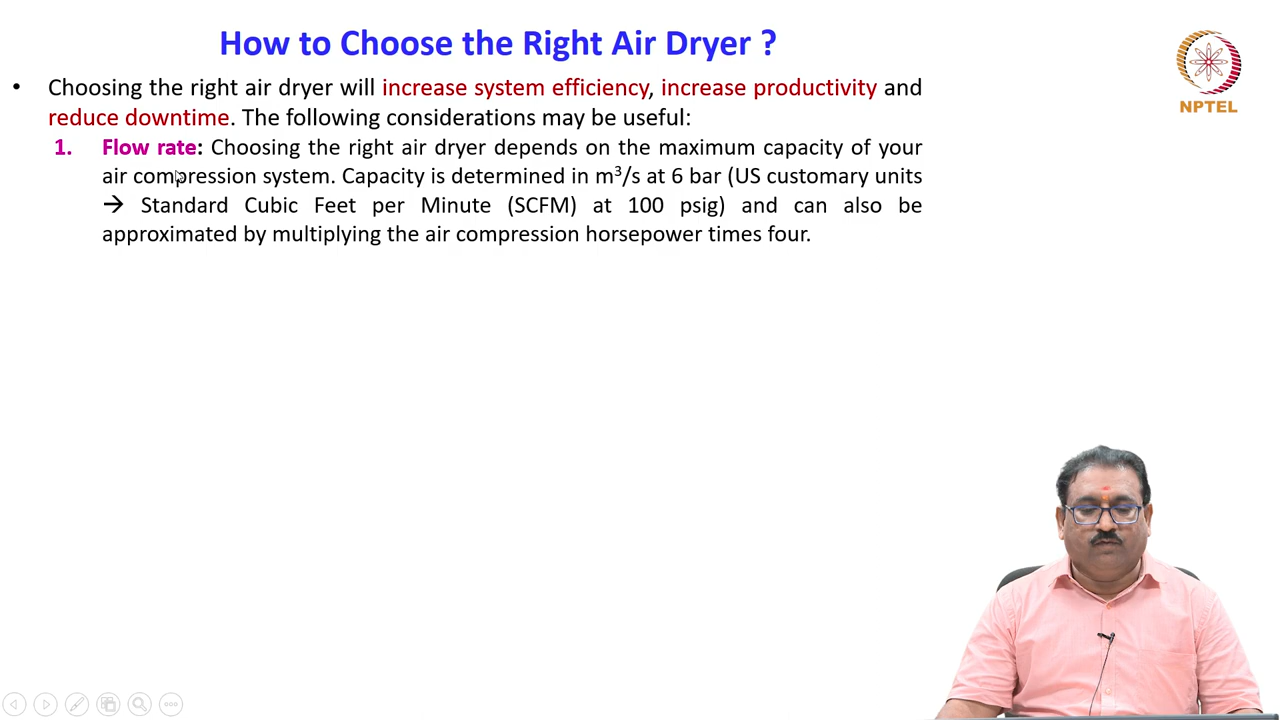 How to Choose the Right Air Dryer ?
NPTEL
• Choosing the right air dryer will increase system efficiency, increase productivity and
reduce downtime. The following considerations may be useful:
1. Flow rate: Choosing the right air dryer depends on the maximum capacity of your
air compression system. Capacity is determined in m³/s at 6 bar (US customary units
→ Standard Cubic Feet per Minute (SCFM) at 100 psig) and can also be
approximated by multiplying the air compression horsepower times four.